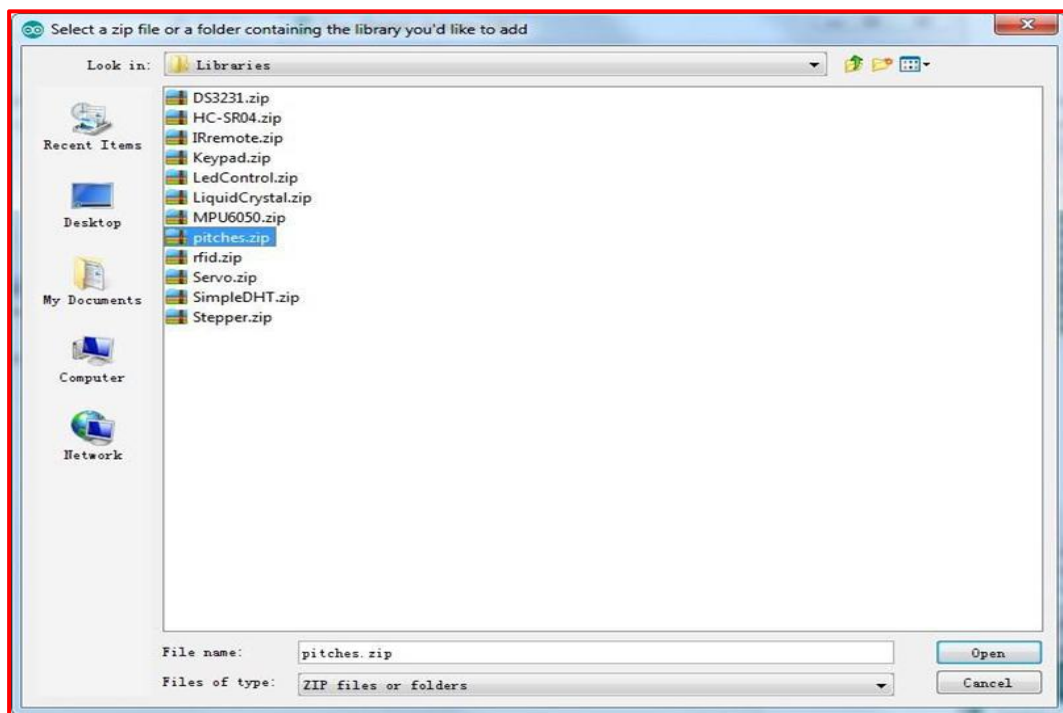 Select a zip file or a folder containing the library you'd like to add
Look in: Libraries
Recent Items
Desktop
My Documents
Computer
Network
DS3231.zip
HC-SR04.zip
IRremote.zip
Keypad.zip
LedControl.zip
LiquidCrystal.zip
MPU6050.zip
pitches.zip
rfid.zip
Servo.zip
SimpleDHT.zip
Stepper.zip
File name: pitches.zip Open
Files of type: ZIP files or folders Cancel